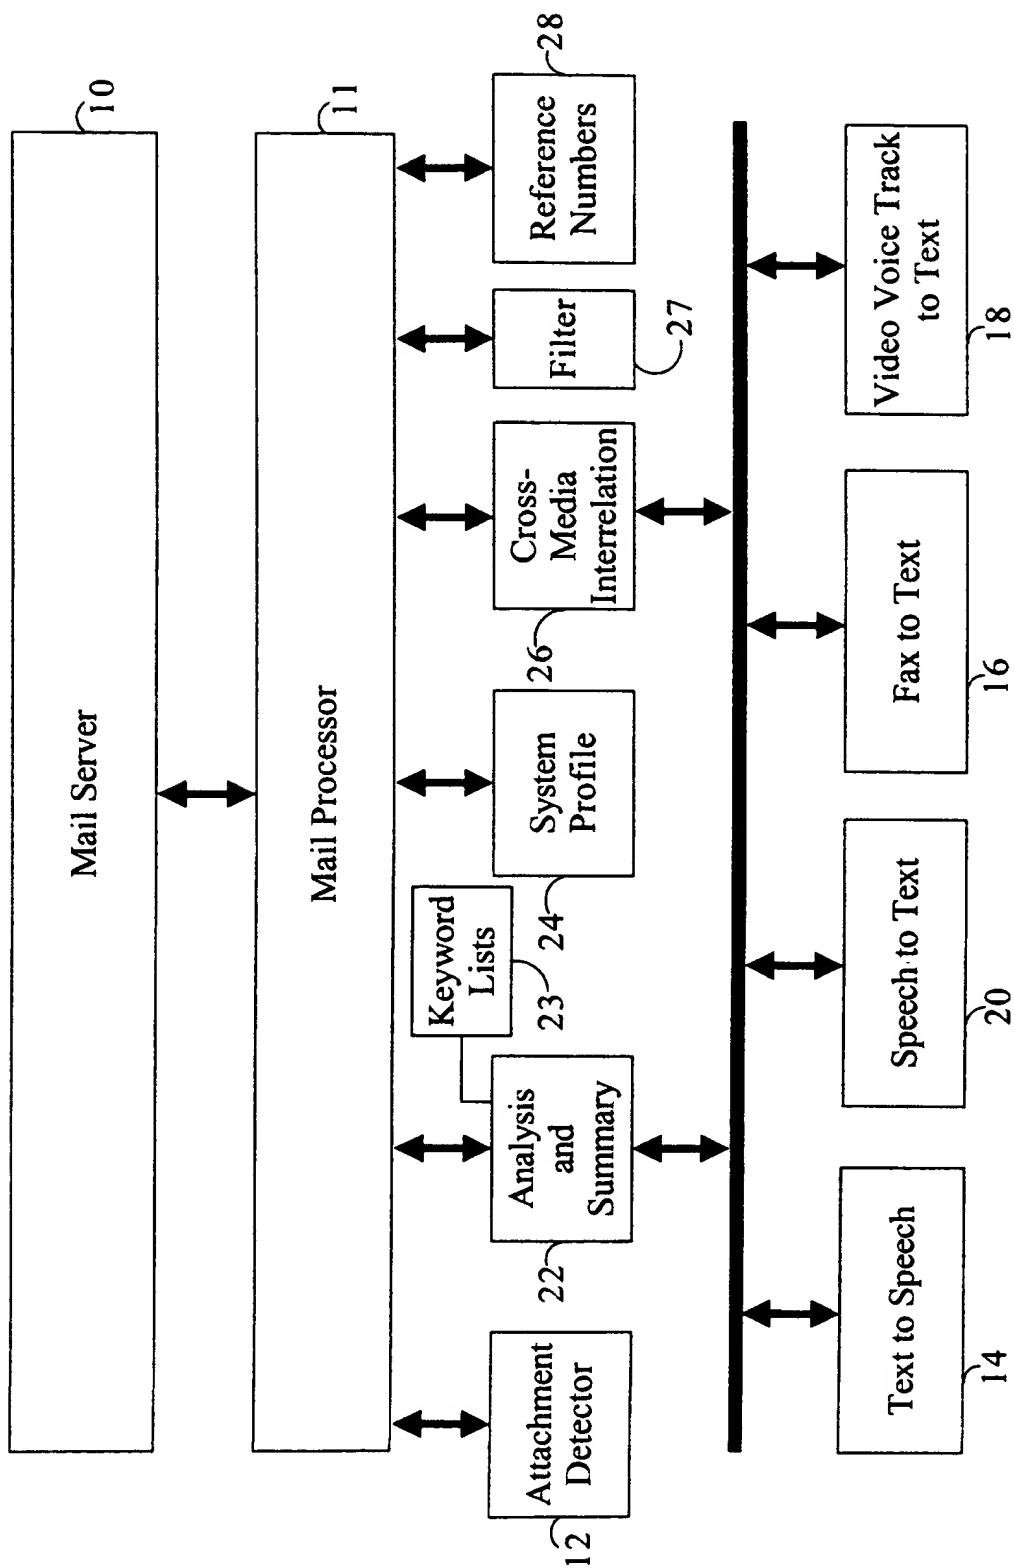 Mail Server
10
Mail Processor
11
Attachment
Detector
12
Analysis
and
Summary
22
Keyword
Lists
23
System
Profile
24
Cross-
Media
Interrelation
26
Filter
27
Reference
Numbers
28
Text to Speech
14
Speech to Text
20
Fax to Text
16
Video Voice Track
to Text
18